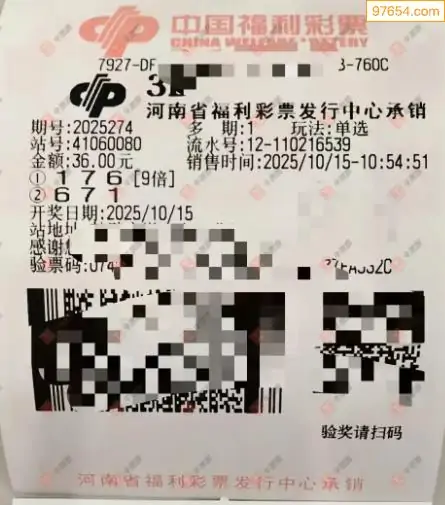 97654.com
中国福利彩票
CHINA WELFARE LOTTERY
7927-DF 3-760C
3D
河南省福利彩票发行中心承销
期号:2025274 多 期:1 玩法:单选
站号:41060080 流水号:12-110216539
金额:36.00元 销售时间:2025/10/15-10:54:51
① 1 7 6 [9倍]
② 6 7 1
开奖日期:2025/10/15
站地址
感谢您
验票码:074
验奖请扫码
河南省福利彩票发行中心承销